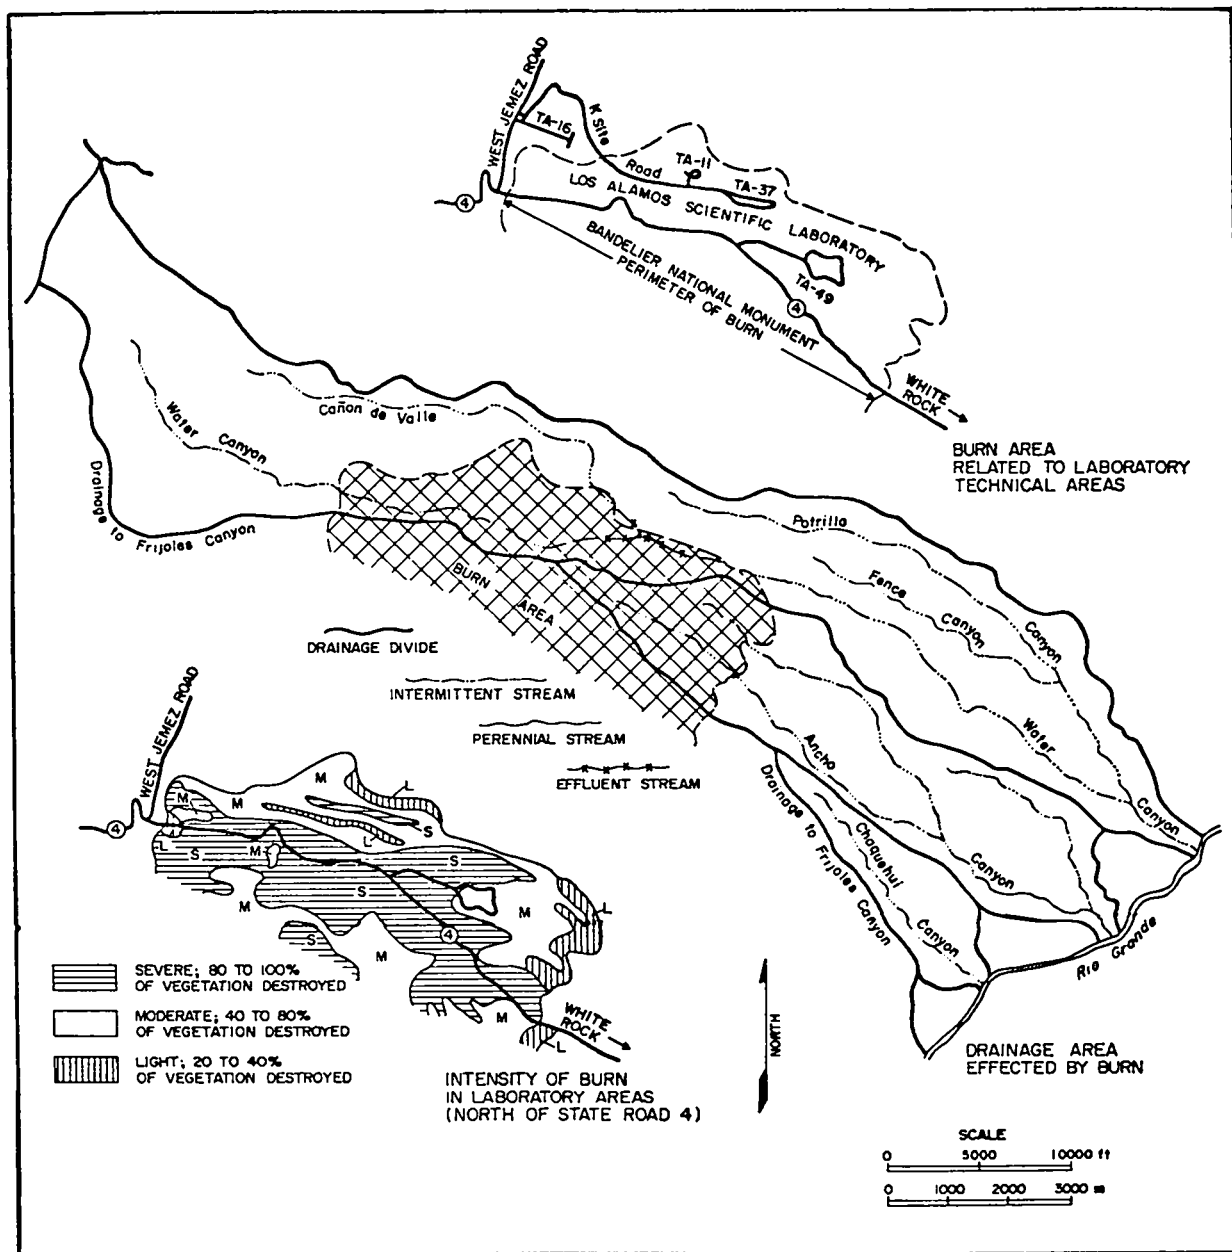 WEST JEMEZ ROAD
K Site
Road
TA-16
TA-11
TA-37
LOS ALAMOS SCIENTIFIC LABORATORY
4
BANDELIER NATIONAL MONUMENT
PERIMETER OF BURN
TA-49
4
WHITE
ROCK
BURN AREA
RELATED TO LABORATORY
TECHNICAL AREAS
Cañon de Valle
Water Canyon
Drainage to Frijoles Canyon
BURN AREA
Potrillo
Canyon
Fence
Canyon
Water
Canyon
Ancho
Canyon
Chaquehui
Canyon
Drainage to Frijoles Canyon
Rio Grande
DRAINAGE DIVIDE
INTERMITTENT STREAM
PERENNIAL STREAM
EFFLUENT STREAM
WEST JEMEZ ROAD
4
M
M
M
L
L
S
L
S
M
S
S
M
M
L
S
M
4
M
L
WHITE
ROCK
SEVERE; 80 TO 100%
OF VEGETATION DESTROYED
MODERATE; 40 TO 80%
OF VEGETATION DESTROYED
LIGHT; 20 TO 40%
OF VEGETATION DESTROYED
INTENSITY OF BURN
IN LABORATORY AREAS
(NORTH OF STATE ROAD 4)
NORTH
DRAINAGE AREA
EFFECTED BY BURN
SCALE
0 5000 10000 ft
0 1000 2000 3000 m